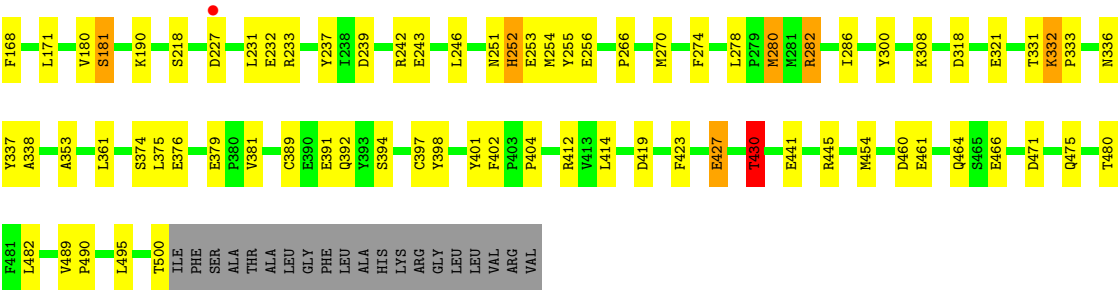 F168 L171 V180 S181 K190 S218 D227 L231 E232 R233 Y237 I238 D239 R242 E243 L246 N251 H252 E253 M254 Y255 E256 P266 M270 F274 L278 P279 M280 M281 R282 I286 Y300 K308 D318 E321 T331 K332 P333 N336
Y337 A338 A353 L361 S374 L375 E376 E379 P380 V381 C389 E390 E391 Q392 Y393 S394 C397 Y398 Y401 F402 P403 P404 R412 V413 L414 D419 F423 E427 T430 E441 R445 M454 D460 E461 Q464 S465 E466 D471 Q475 T480
F481 L482 V489 P490 L495 T500 ILE PHE SER ALA THR ALA LEU GLY PHE LEU ALA HIS LYS ARG GLY LEU LEU VAL ARG VAL